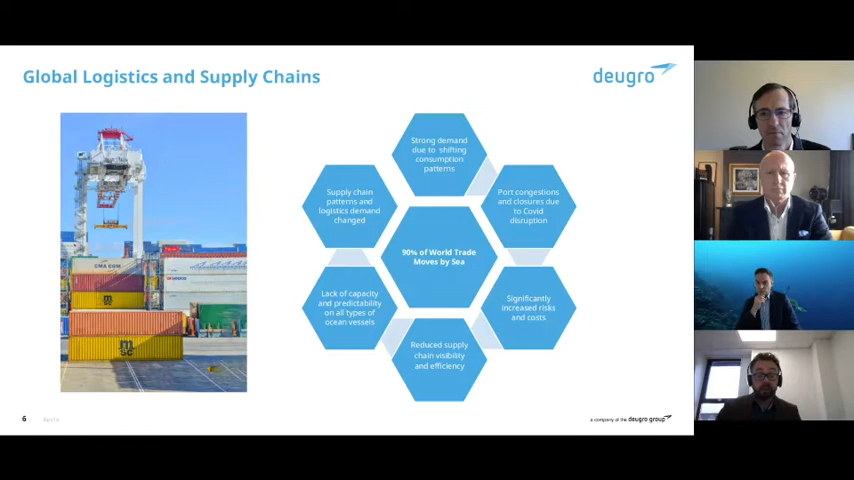 Global Logistics and Supply Chains
deugro
Strong demand
due to shifting
consumption
patterns
Port congestions
and closures due
to Covid
disruption
Significantly
increased risks
and costs
Reduced supply
chain visibility
and efficiency
Lack of capacity
and predictability
on all types of
ocean vessels
Supply chain
patterns and
logistics demand
changed
90% of World Trade
Moves by Sea
CMA CGM
m
sc
6
a company of the deugro group